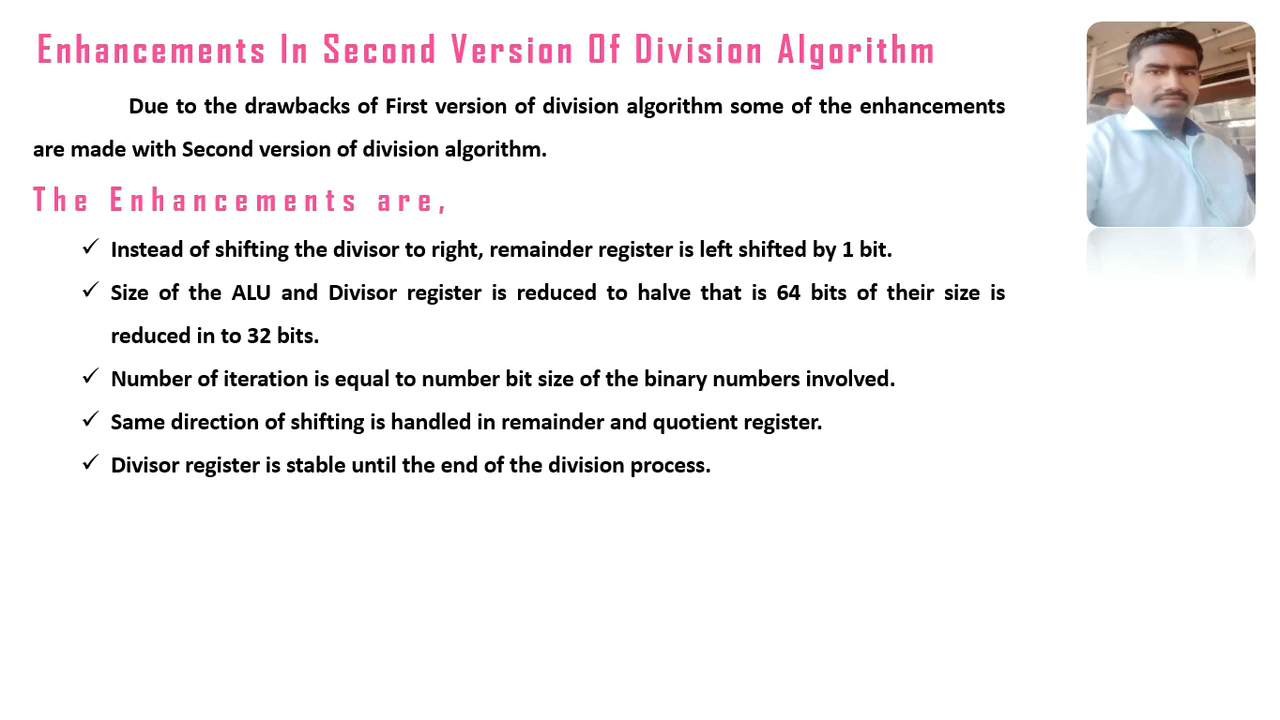 Enhancements In Second Version Of Division Algorithm
Due to the drawbacks of First version of division algorithm some of the enhancements
are made with Second version of division algorithm.
The Enhancements are,
✓ Instead of shifting the divisor to right, remainder register is left shifted by 1 bit.
✓ Size of the ALU and Divisor register is reduced to halve that is 64 bits of their size is
reduced in to 32 bits.
✓ Number of iteration is equal to number bit size of the binary numbers involved.
✓ Same direction of shifting is handled in remainder and quotient register.
✓ Divisor register is stable until the end of the division process.